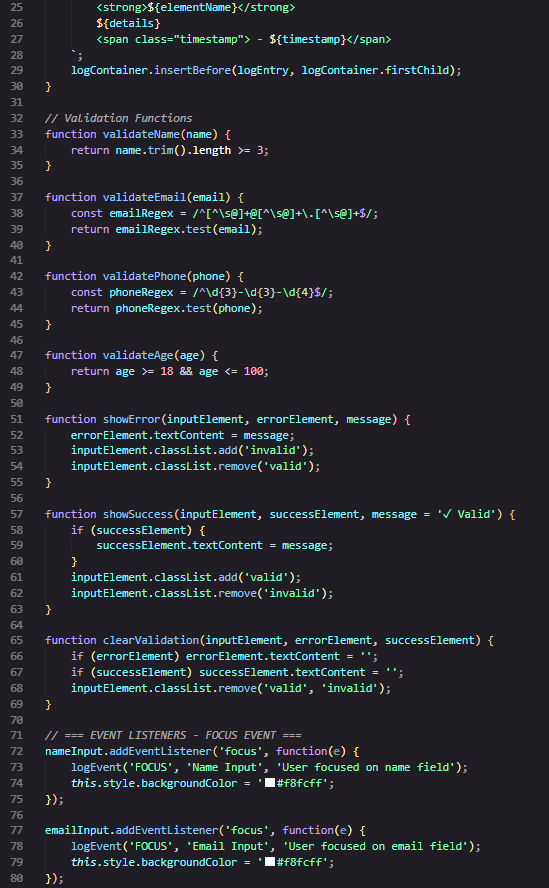 25 <strong>${elementName}</strong>
26 ${details}
27 <span class="timestamp"> - ${timestamp}</span>
28 `;
29 logContainer.insertBefore(logEntry, logContainer.firstChild);
30 }
31
32 // Validation Functions
33 function validateName(name) {
34 return name.trim().length >= 3;
35 }
36
37 function validateEmail(email) {
38 const emailRegex = /^[^\s@]+@[^\s@]+\.[^\s@]+$/;
39 return emailRegex.test(email);
40 }
41
42 function validatePhone(phone) {
43 const phoneRegex = /^\d{3}-\d{3}-\d{4}$/;
44 return phoneRegex.test(phone);
45 }
46
47 function validateAge(age) {
48 return age >= 18 && age <= 100;
49 }
50
51 function showError(inputElement, errorElement, message) {
52 errorElement.textContent = message;
53 inputElement.classList.add('invalid');
54 inputElement.classList.remove('valid');
55 }
56
57 function showSuccess(inputElement, successElement, message = '✓ Valid') {
58 if (successElement) {
59 successElement.textContent = message;
60 }
61 inputElement.classList.add('valid');
62 inputElement.classList.remove('invalid');
63 }
64
65 function clearValidation(inputElement, errorElement, successElement) {
66 if (errorElement) errorElement.textContent = '';
67 if (successElement) successElement.textContent = '';
68 inputElement.classList.remove('valid', 'invalid');
69 }
70
71 // === EVENT LISTENERS - FOCUS EVENT ===
72 nameInput.addEventListener('focus', function(e) {
73 logEvent('FOCUS', 'Name Input', 'User focused on name field');
74 this.style.backgroundColor = '#f8fcff';
75 });
76
77 emailInput.addEventListener('focus', function(e) {
78 logEvent('FOCUS', 'Email Input', 'User focused on email field');
79 this.style.backgroundColor = '#f8fcff';
80 });